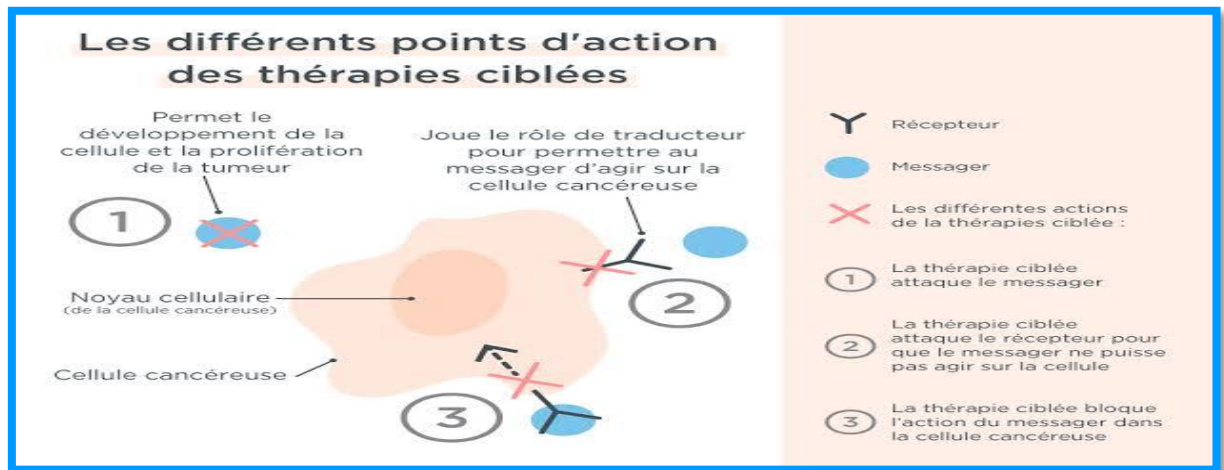 Les différents points d'action
des thérapies ciblées
Permet le
développement de la
cellule et la prolifération
de la tumeur
Joue le rôle de traducteur
pour permettre au
messager d'agir sur la
cellule cancéreuse
1
2
Noyau cellulaire
(de la cellule cancéreuse)
Cellule cancéreuse
3
Récepteur
Messager
Les différentes actions
de la thérapies ciblée :
1
La thérapie ciblée
attaque le messager
2
La thérapie ciblée
attaque le récepteur pour
que le messager ne puisse
pas agir sur la cellule
3
La thérapie ciblée bloque
l'action du messager dans
la cellule cancéreuse